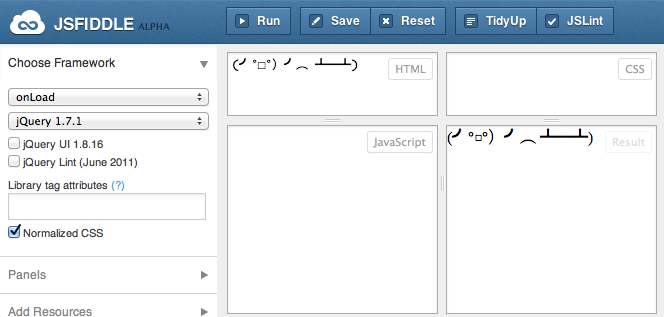 JSFIDDLE ALPHA
Run
Save
Reset
TidyUp
JSLint
Choose Framework
onLoad
jQuery 1.7.1
jQuery UI 1.8.16
jQuery Lint (June 2011)
Library tag attributes (?)
Normalized CSS
Panels
Add Resources
(╯°□°）╯︵ ┻━┻)
HTML
CSS
JavaScript
(╯°□°）╯︵ ┻━┻)
Result